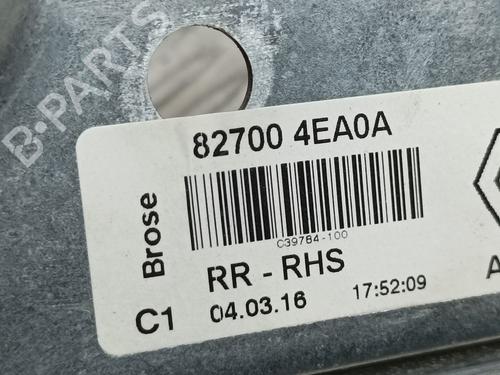 B-PARTS
82700 4EA0A
C39784-100
Brose
RR - RHS
C1 04.03.16 17:52:09
A